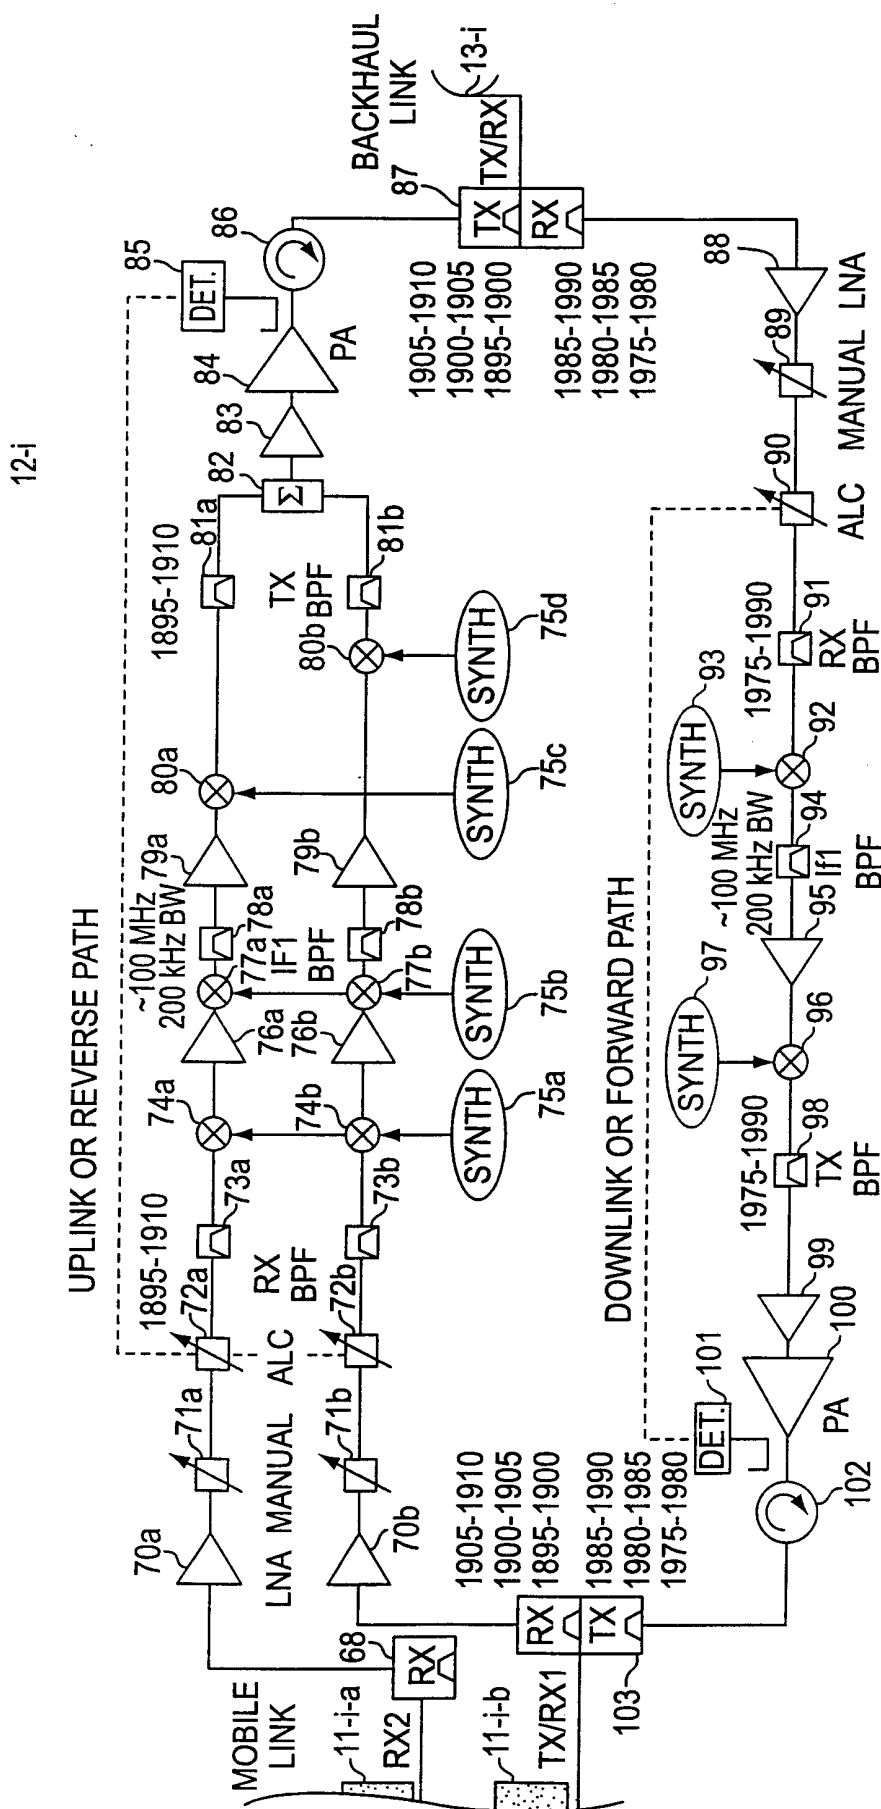 12-i
UPLINK OR REVERSE PATH
MOBILE
LINK
11-i-a
RX2
68
RX
11-i-b
TX/RX1
103
RX
TX
1905-1910
1900-1905
1895-1900
1985-1990
1980-1985
1975-1980
70a
70b
LNA MANUAL ALC
71a
71b
72a
72b
1895-1910
RX
BPF
73a
73b
74a
74b
SYNTH
75a
76a
76b
77a
77b
SYNTH
75b
~100 MHz
200 kHz BW
78a
IF1
BPF
78b
79a
79b
80a
SYNTH
75c
80b
SYNTH
75d
1895-1910
81a
TX
BPF
81b
82
Σ
83
84
PA
85
DET.
86
BACKHAUL
LINK
13-i
TX/RX
87
TX
RX
1905-1910
1900-1905
1895-1900
1985-1990
1980-1985
1975-1980
DOWNLINK OR FORWARD PATH
88
89
90
ALC MANUAL LNA
1975-1990
91
RX
BPF
SYNTH
93
92
~100 MHz
200 kHz BW
94
If1
BPF
95
SYNTH
97
96
1975-1990
98
TX
BPF
99
100
PA
DET.
101
102